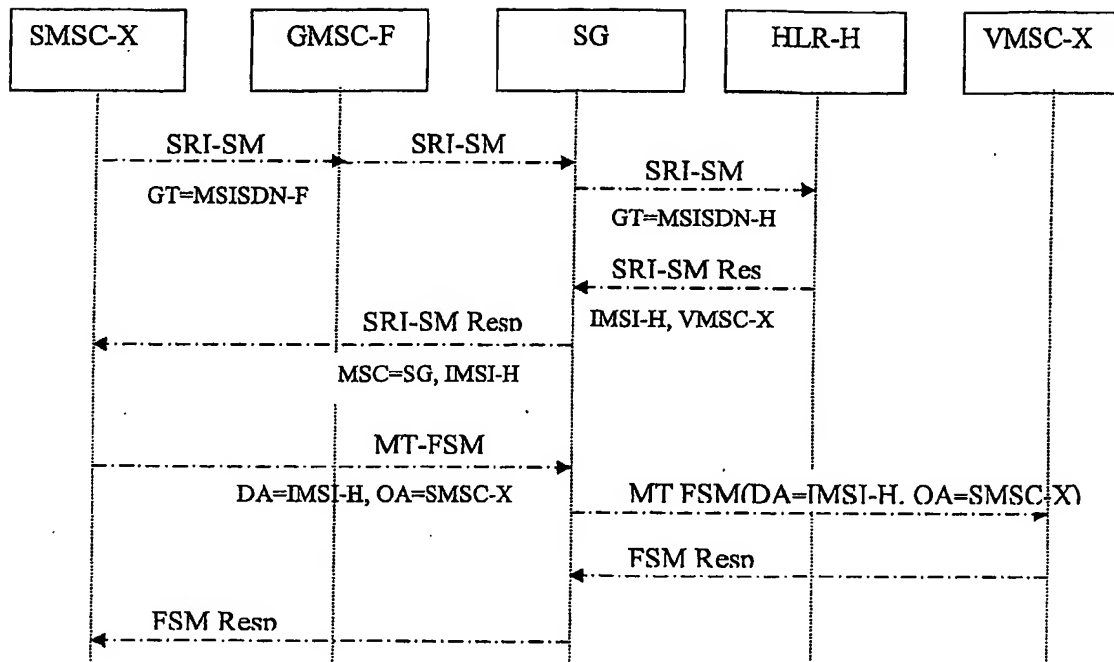 SMSC-X GMSC-F SG HLR-H VMSC-X
SRI-SM SRI-SM
GT=MSISDN-F
SRI-SM
GT=MSISDN-H
SRI-SM Res
IMSI-H, VMSC-X
SRI-SM Resp
MSC=SG, IMSI-H
MT-FSM
DA=IMSI-H, OA=SMSC-X
MT FSM(DA=IMSI-H, OA=SMSC-X)
FSM Resp
FSM Resp